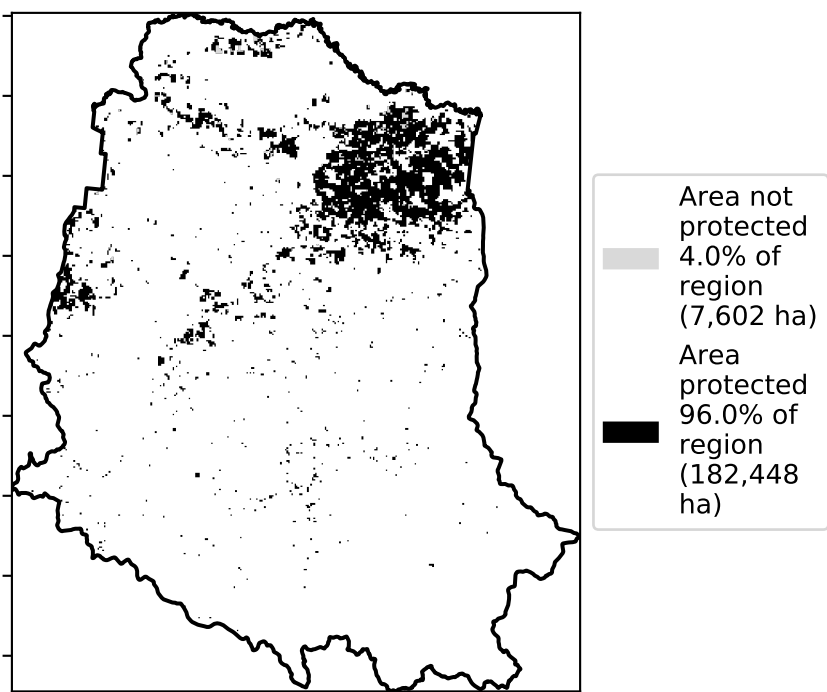 Area not
protected
4.0% of
region
(7,602 ha)
Area
protected
96.0% of
region
(182,448
ha)